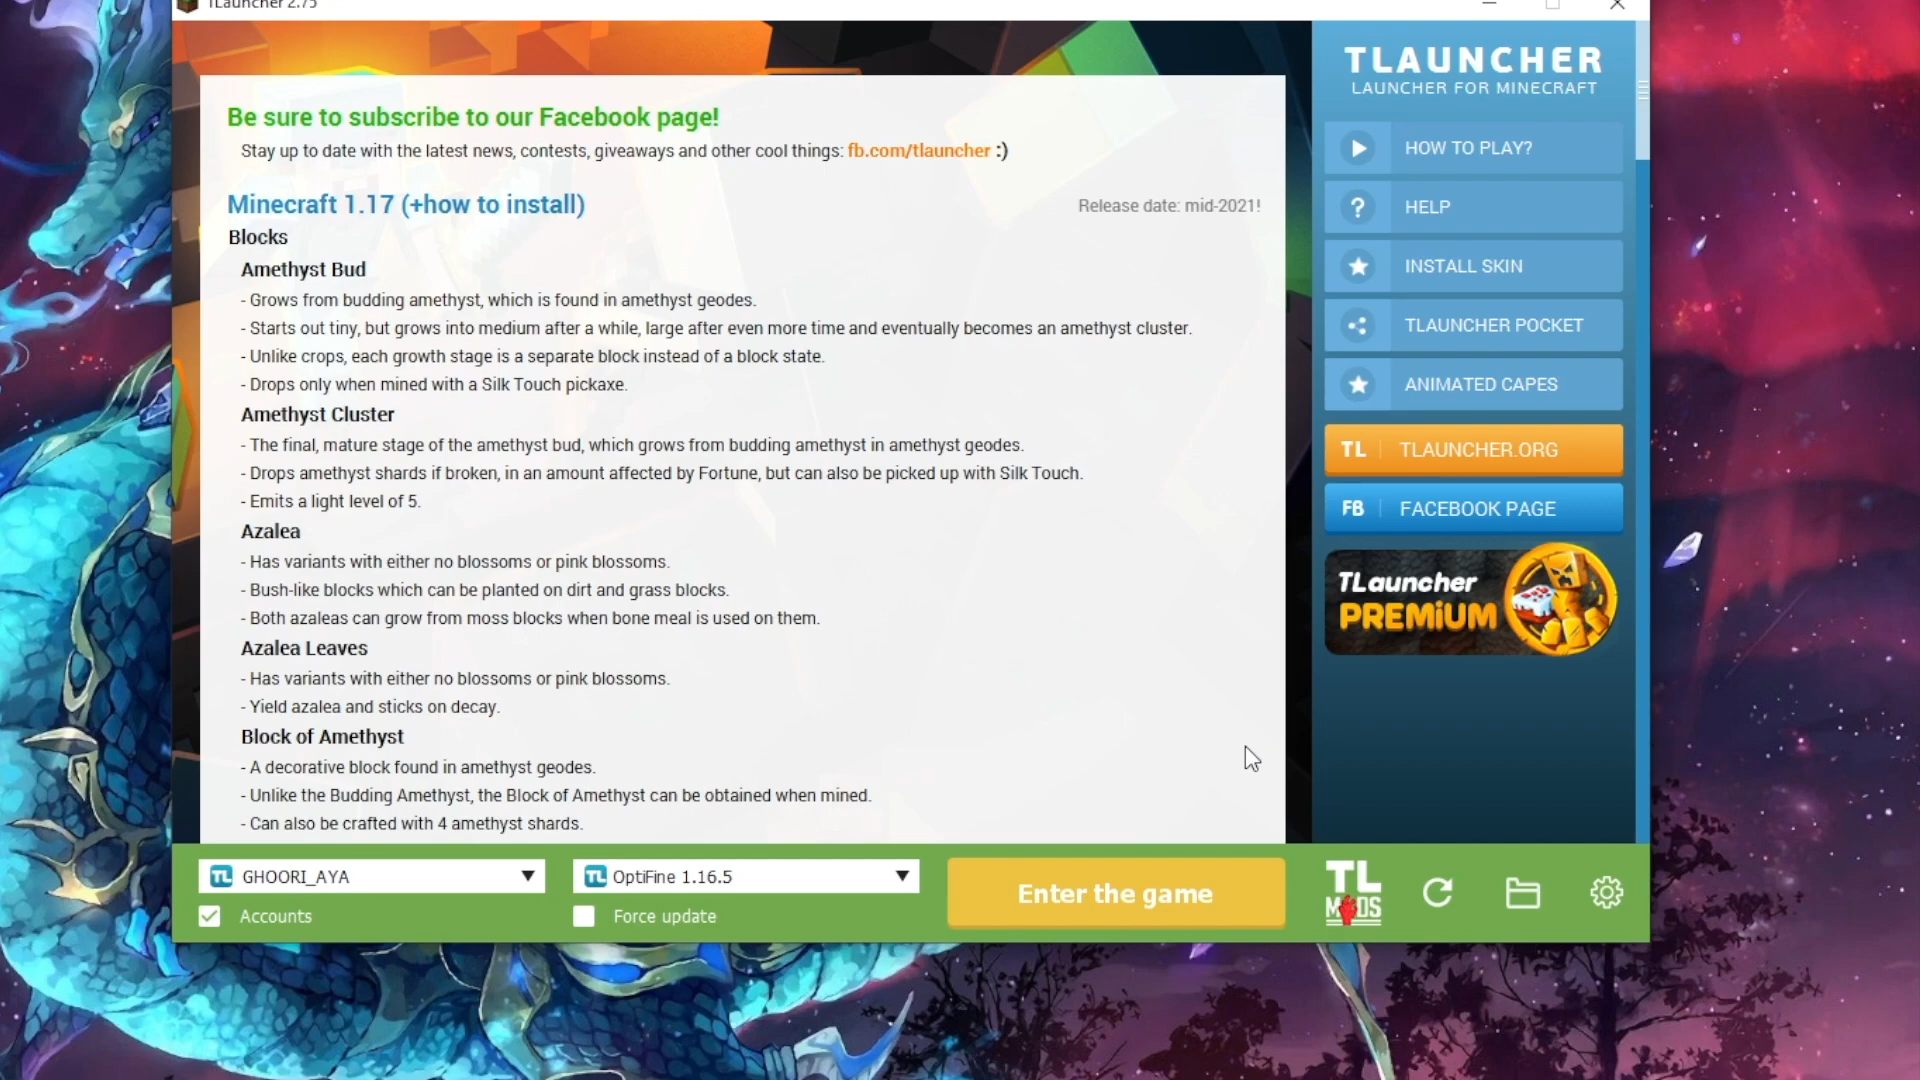 TLauncher 2.75
Be sure to subscribe to our Facebook page!
Stay up to date with the latest news, contests, giveaways and other cool things: fb.com/tlauncher :)
Minecraft 1.17 (+how to install)
Release date: mid-2021!
Blocks
Amethyst Bud
- Grows from budding amethyst, which is found in amethyst geodes.
- Starts out tiny, but grows into medium after a while, large after even more time and eventually becomes an amethyst cluster.
- Unlike crops, each growth stage is a separate block instead of a block state.
- Drops only when mined with a Silk Touch pickaxe.
Amethyst Cluster
- The final, mature stage of the amethyst bud, which grows from budding amethyst in amethyst geodes.
- Drops amethyst shards if broken, in an amount affected by Fortune, but can also be picked up with Silk Touch.
- Emits a light level of 5.
Azalea
- Has variants with either no blossoms or pink blossoms.
- Bush-like blocks which can be planted on dirt and grass blocks.
- Both azaleas can grow from moss blocks when bone meal is used on them.
Azalea Leaves
- Has variants with either no blossoms or pink blossoms.
- Yield azalea and sticks on decay.
Block of Amethyst
- A decorative block found in amethyst geodes.
- Unlike the Budding Amethyst, the Block of Amethyst can be obtained when mined.
- Can also be crafted with 4 amethyst shards.
TLAUNCHER
LAUNCHER FOR MINECRAFT
HOW TO PLAY?
? HELP
INSTALL SKIN
TLAUNCHER POCKET
ANIMATED CAPES
TL TLAUNCHER.ORG
FB FACEBOOK PAGE
TLauncher
PREMiUM
TL GHOORI_AYA
Accounts
TL OptiFine 1.16.5
Force update
Enter the game
TL
MODS